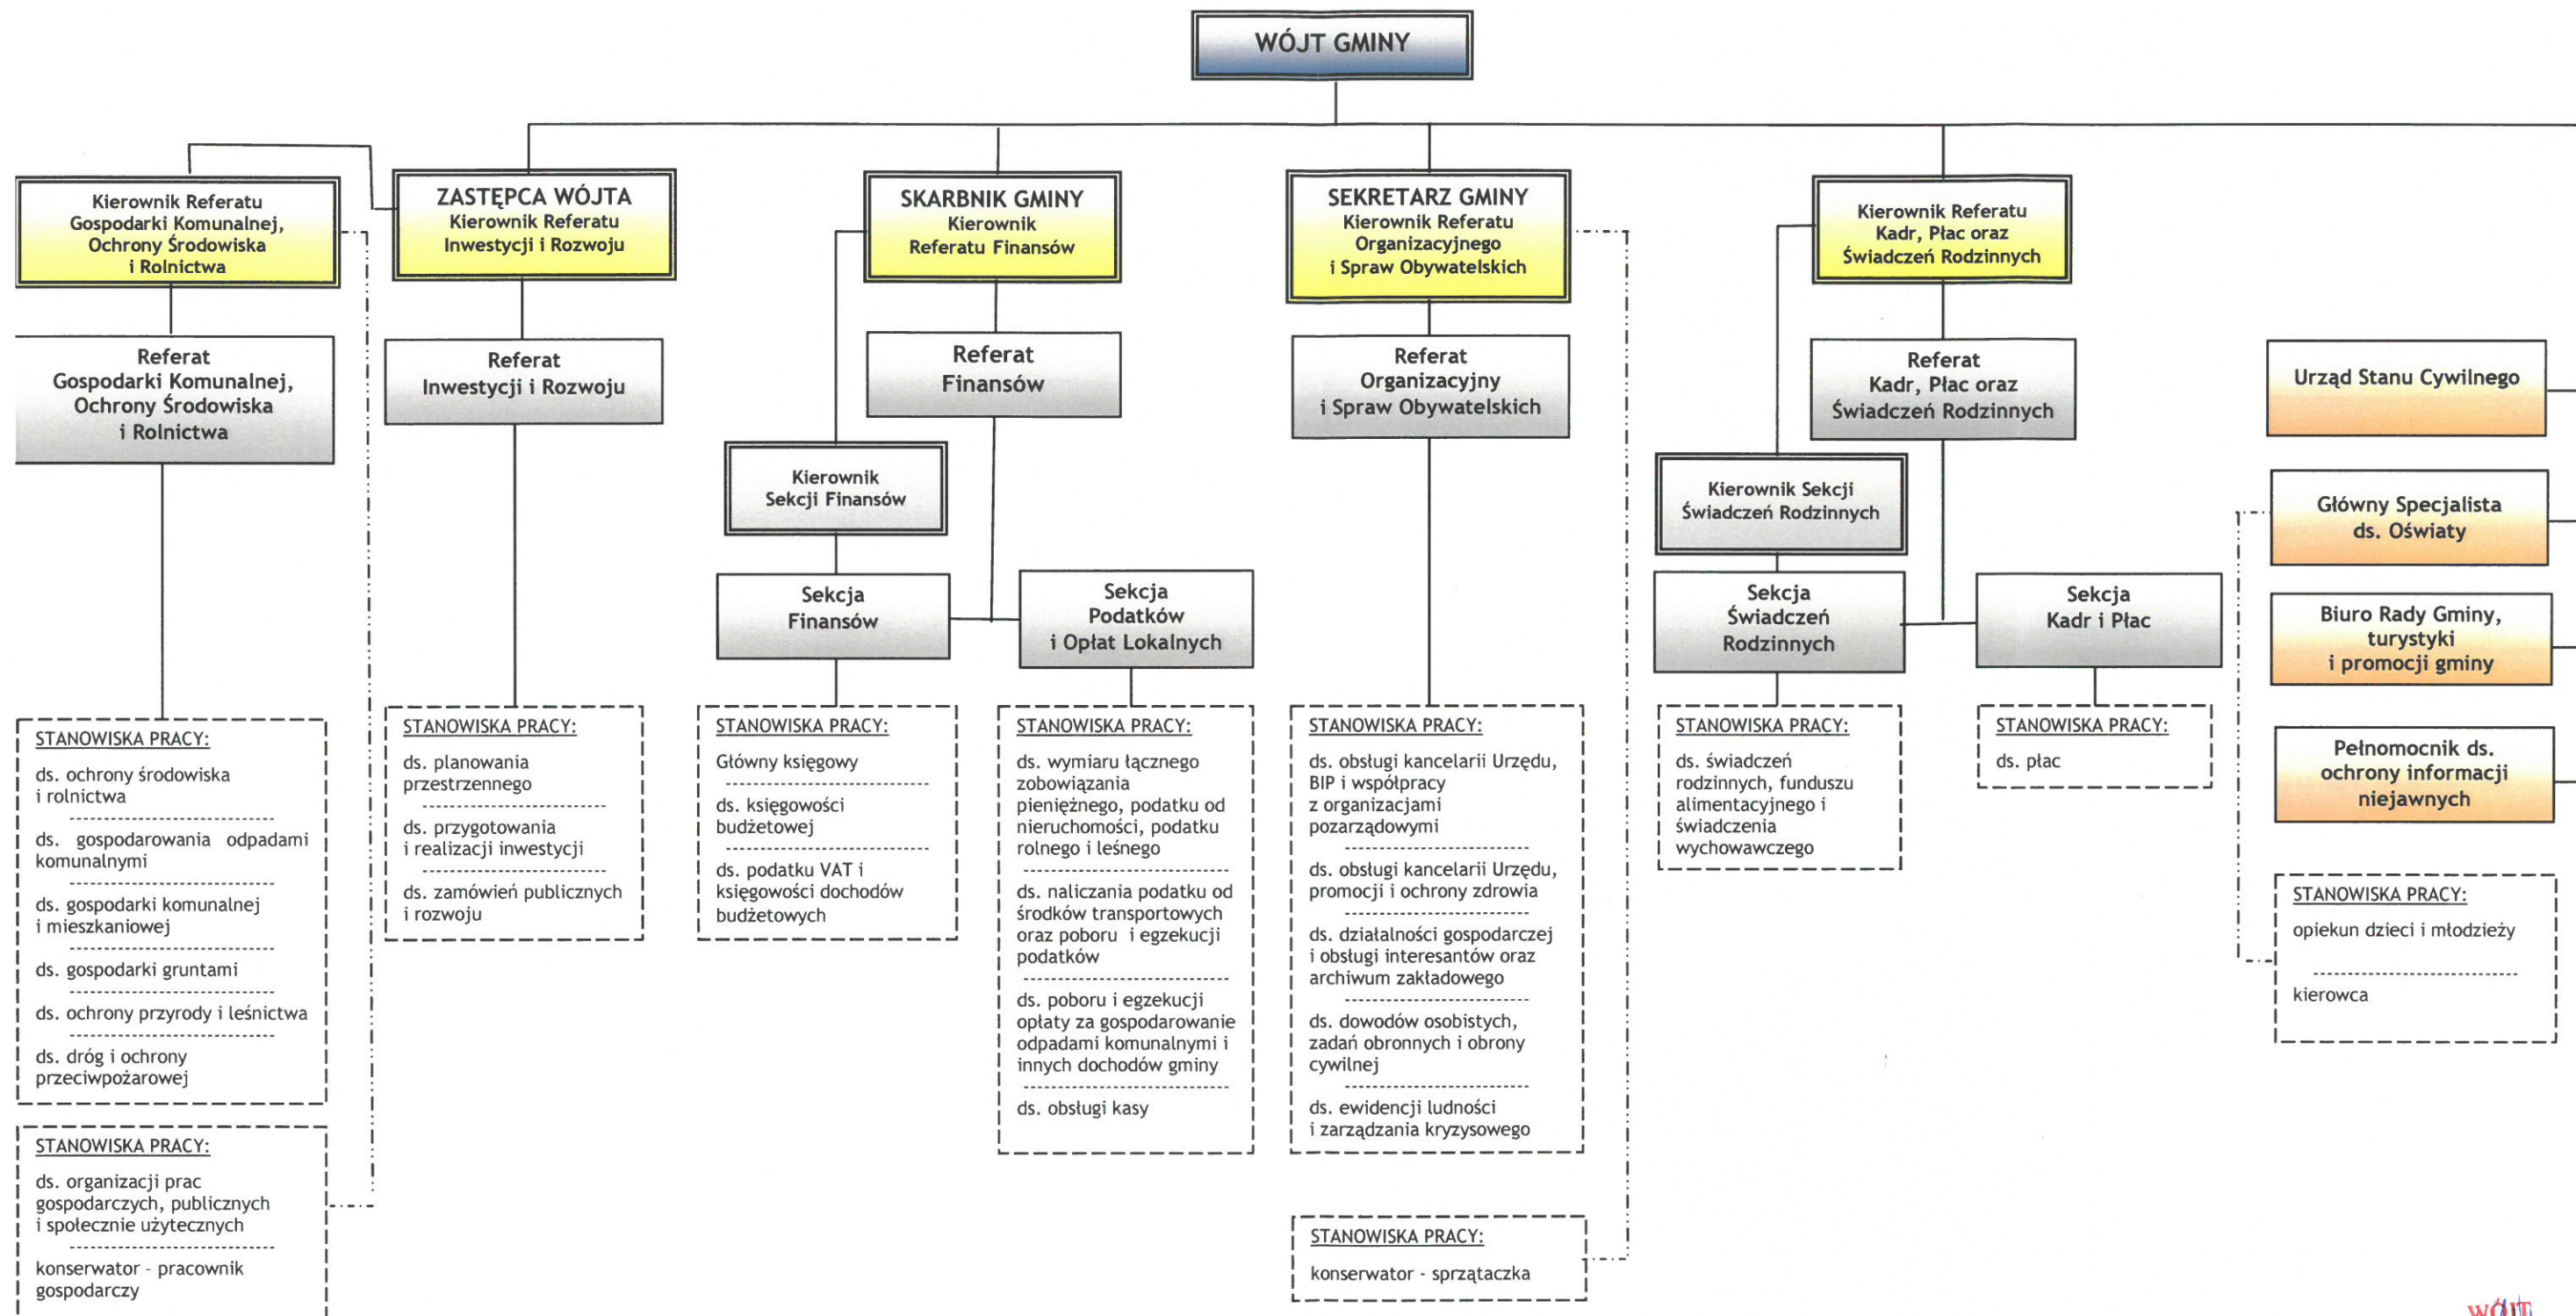 WÓJT GMINY
Kierownik Referatu
Gospodarki Komunalnej,
Ochrony Środowiska
i Rolnictwa
ZASTĘPCA WÓJTA
Kierownik Referatu
Inwestycji i Rozwoju
SKARBNIK GMINY
Kierownik
Referatu Finansów
SEKRETARZ GMINY
Kierownik Referatu
Organizacyjnego
i Spraw Obywatelskich
Kierownik Referatu
Kadr, Płac oraz
Świadczeń Rodzinnych
Referat
Gospodarki Komunalnej,
Ochrony Środowiska
i Rolnictwa
Referat
Inwestycji i Rozwoju
Referat
Finansów
Referat
Organizacyjny
i Spraw Obywatelskich
Referat
Kadr, Płac oraz
Świadczeń Rodzinnych
Urząd Stanu Cywilnego
Kierownik
Sekcji Finansów
Kierownik Sekcji
Świadczeń Rodzinnych
Główny Specjalista
ds. Oświaty
Sekcja
Finansów
Sekcja
Podatków
i Opłat Lokalnych
Sekcja
Świadczeń
Rodzinnych
Sekcja
Kadr i Płac
Biuro Rady Gminy,
turystyki
i promocji gminy
Pełnomocnik ds.
ochrony informacji
niejawnych
STANOWISKA PRACY:
ds. ochrony środowiska
i rolnictwa
ds. gospodarowania odpadami
komunalnymi
ds. gospodarki komunalnej
i mieszkaniowej
ds. gospodarki gruntami
ds. ochrony przyrody i leśnictwa
ds. dróg i ochrony
przeciwpożarowej
STANOWISKA PRACY:
ds. organizacji prac
gospodarczych, publicznych
i społecznie użytecznych
konserwator - pracownik
gospodarczy
STANOWISKA PRACY:
ds. planowania
przestrzennego
ds. przygotowania
i realizacji inwestycji
ds. zamówień publicznych
i rozwoju
STANOWISKA PRACY:
Główny księgowy
ds. księgowości
budżetowej
ds. podatku VAT i
księgowości dochodów
budżetowych
STANOWISKA PRACY:
ds. wymiaru łącznego
zobowiązania
pieniężnego, podatku od
nieruchomości, podatku
rolnego i leśnego
ds. naliczania podatku od
środków transportowych
oraz poboru i egzekucji
podatków
ds. poboru i egzekucji
opłaty za gospodarowanie
odpadami komunalnymi i
innych dochodów gminy
ds. obsługi kasy
STANOWISKA PRACY:
ds. obsługi kancelarii Urzędu,
BIP i współpracy
z organizacjami
pozarządowymi
ds. obsługi kancelarii Urzędu,
promocji i ochrony zdrowia
ds. działalności gospodarczej
i obsługi interesantów oraz
archiwum zakładowego
ds. dowodów osobistych,
zadań obronnych i obrony
cywilnej
ds. ewidencji ludności
i zarządzania kryzysowego
STANOWISKA PRACY:
konserwator - sprzątaczka
STANOWISKA PRACY:
ds. świadczeń
rodzinnych, funduszu
alimentacyjnego i
świadczenia
wychowawczego
STANOWISKA PRACY:
ds. płac
STANOWISKA PRACY:
opiekun dzieci i młodzieży
kierowca
WÓJT